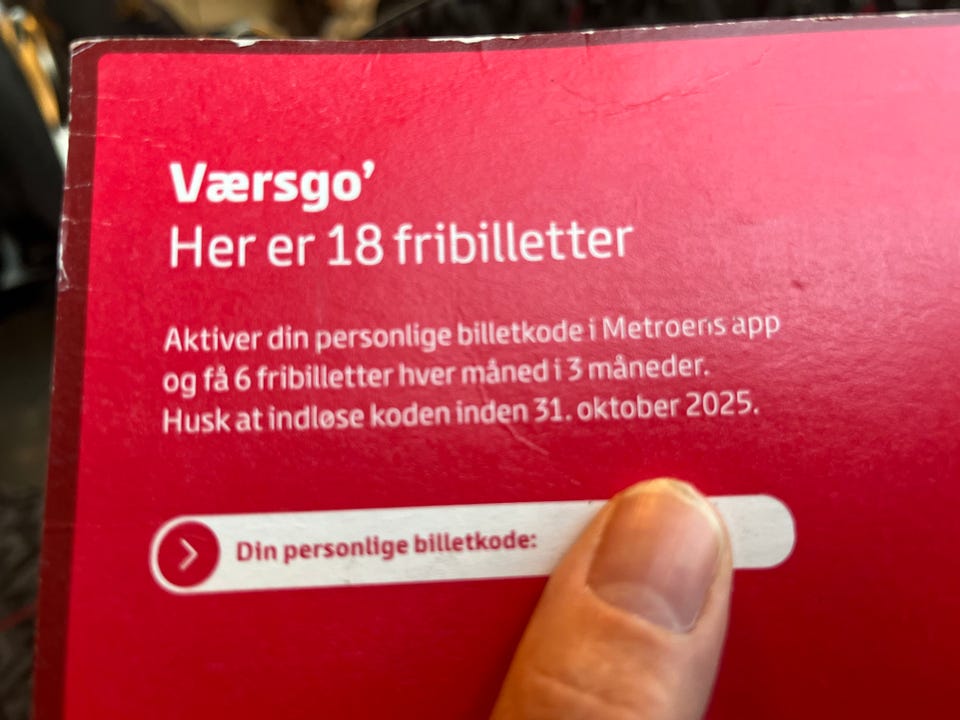 Værsgo’
Her er 18 fribilletter
Aktiver din personlige billetkode i Metroens app
og få 6 fribilletter hver måned i 3 måneder.
Husk at indløse koden inden 31. oktober 2025.
Din personlige billetkode: